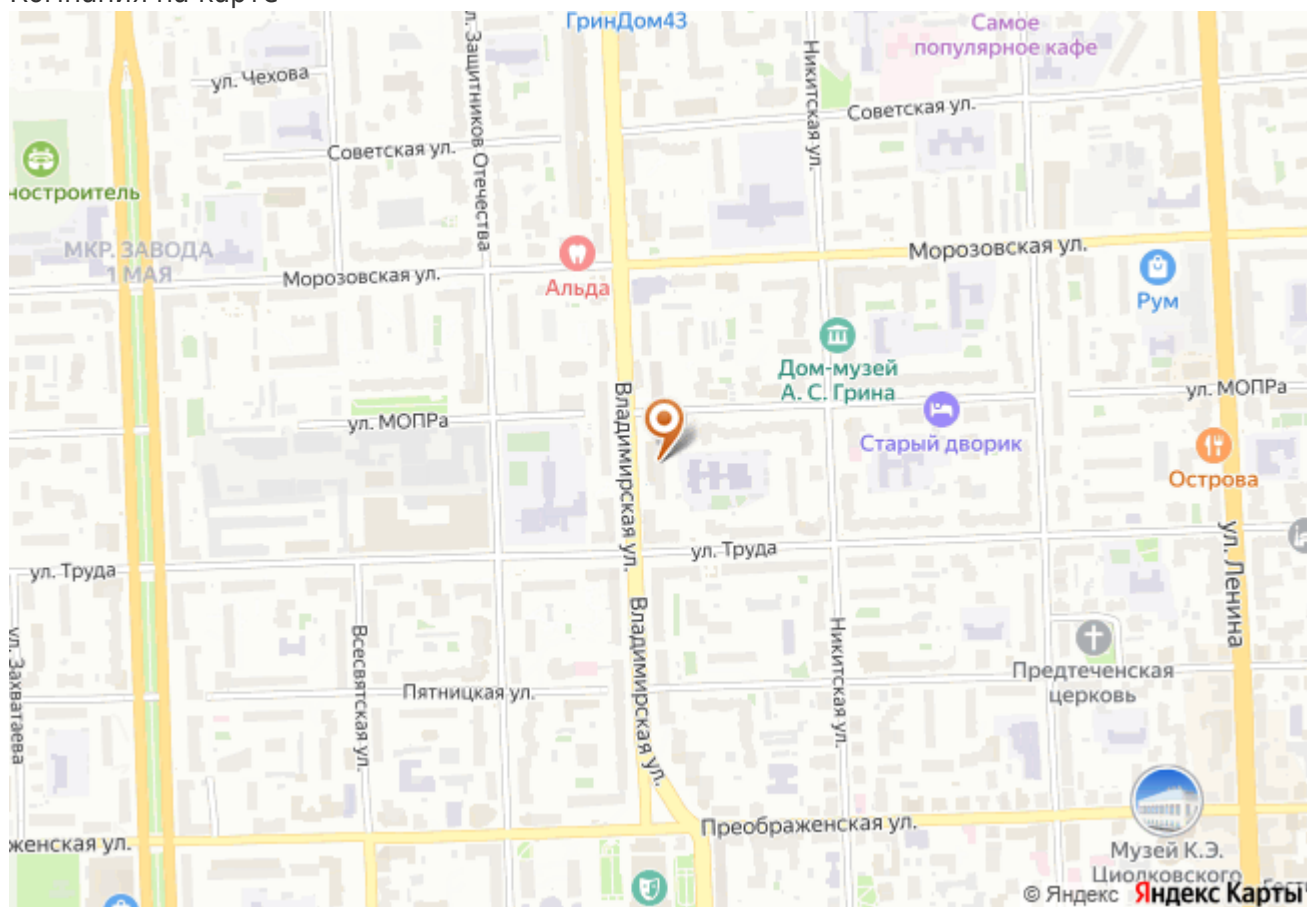 Компания на карте
ГринДом43
Самое
популярное кафе
ул. Чехова
л. Защитников Отечества
Никитская ул.
Советская ул.
Советская ул.
ностроитель
МКР. ЗАВОДА
1 МАЯ
Морозовская ул.
Альда
Морозовская ул.
Рум
Дом-музей
А. С. Грина
ул. МОПРа
ул. МОПРа
Владимирская ул.
Старый дворик
Острова
ул. Труда
ул. Труда
ул. Ленина
ул. Захватаева
Всесвятская ул.
Владимирская ул.
Никитская ул.
Предтеченская
церковь
Пятницкая ул.
женская ул.
Преображенская ул.
Музей К.Э.
Циолковского
© Яндекс Яндекс Карты